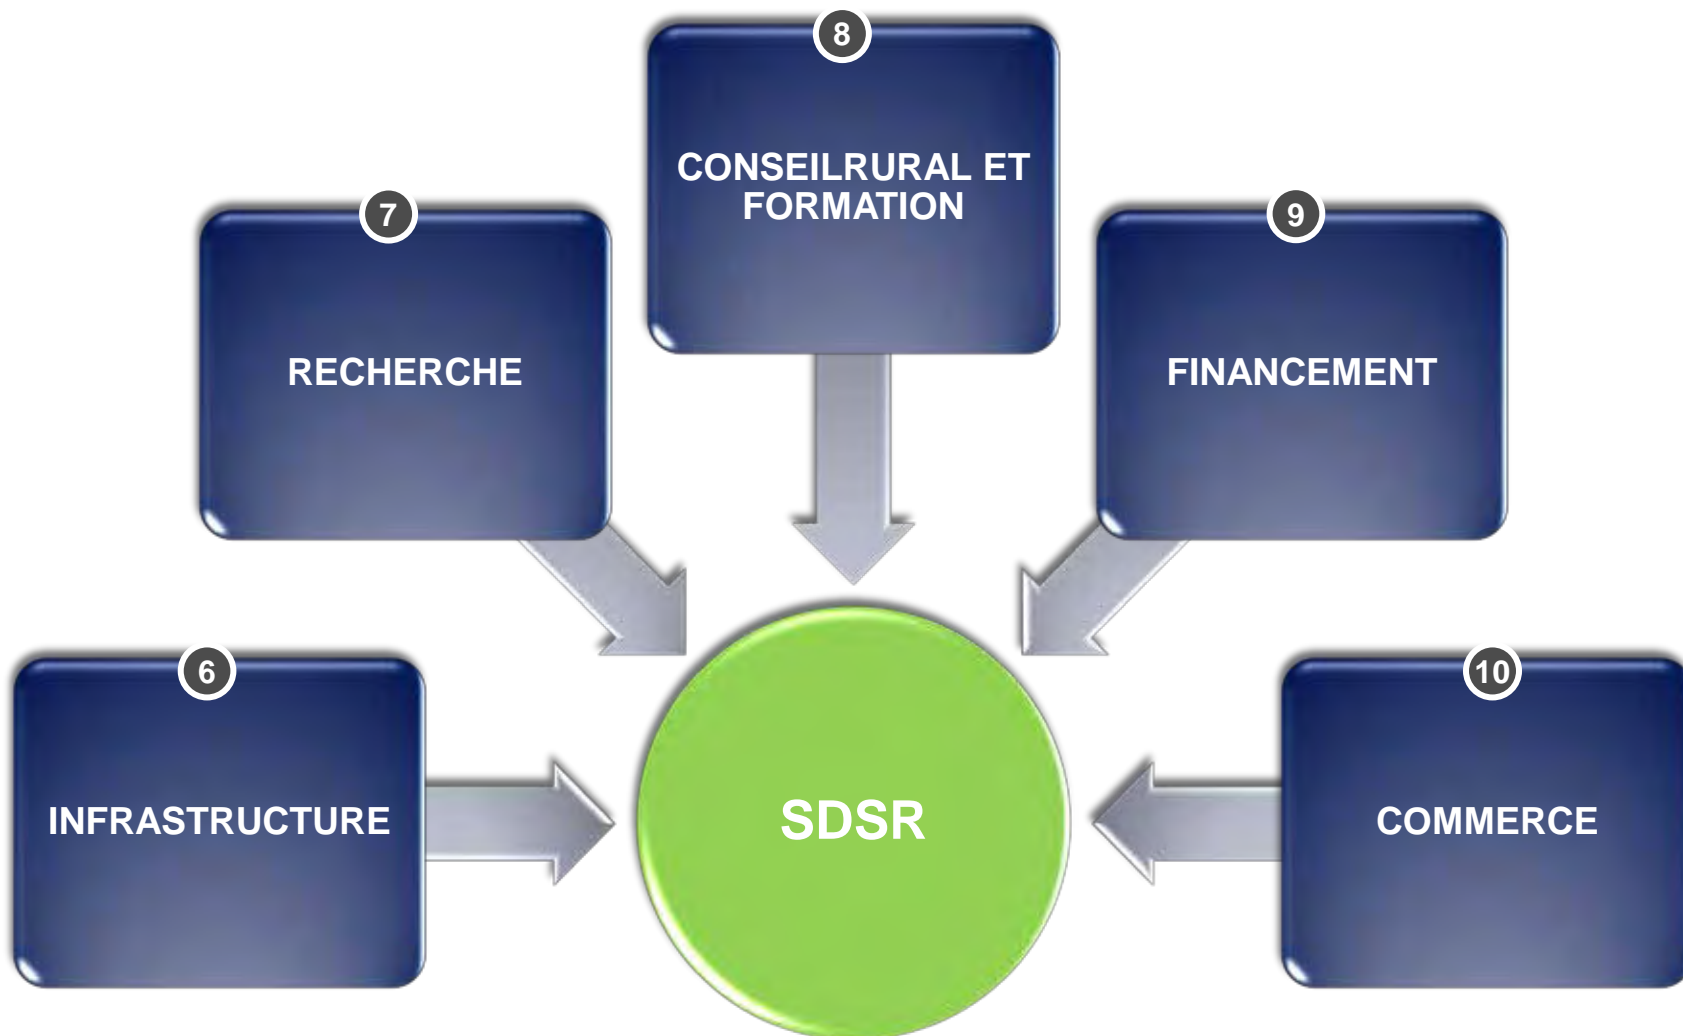 8
CONSEILRURAL ET
FORMATION
7
RECHERCHE
9
FINANCEMENT
6
INFRASTRUCTURE
SDSR
10
COMMERCE